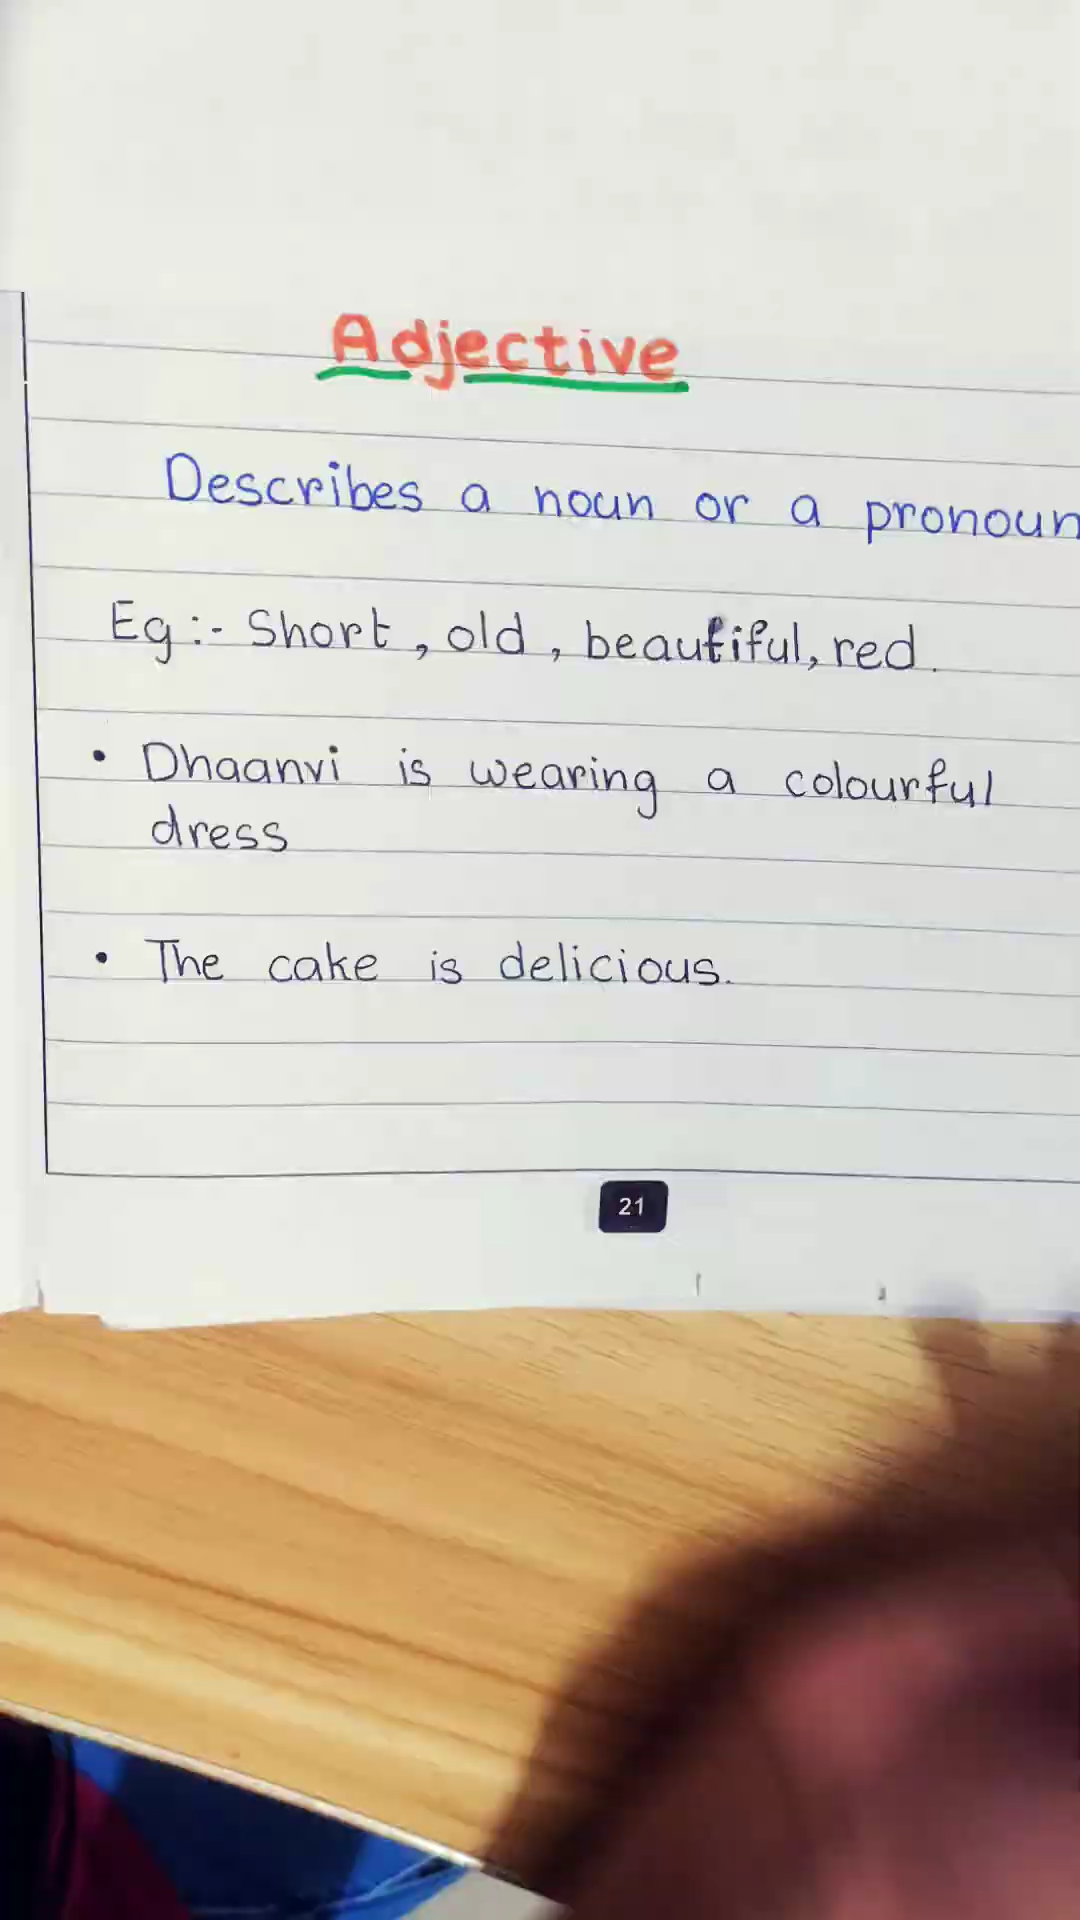 Adjective
Describes a noun or a pronoun
Eg:- Short, old, beautiful, red.
• Dhaanvi is wearing a colourful
dress
• The cake is delicious.
21